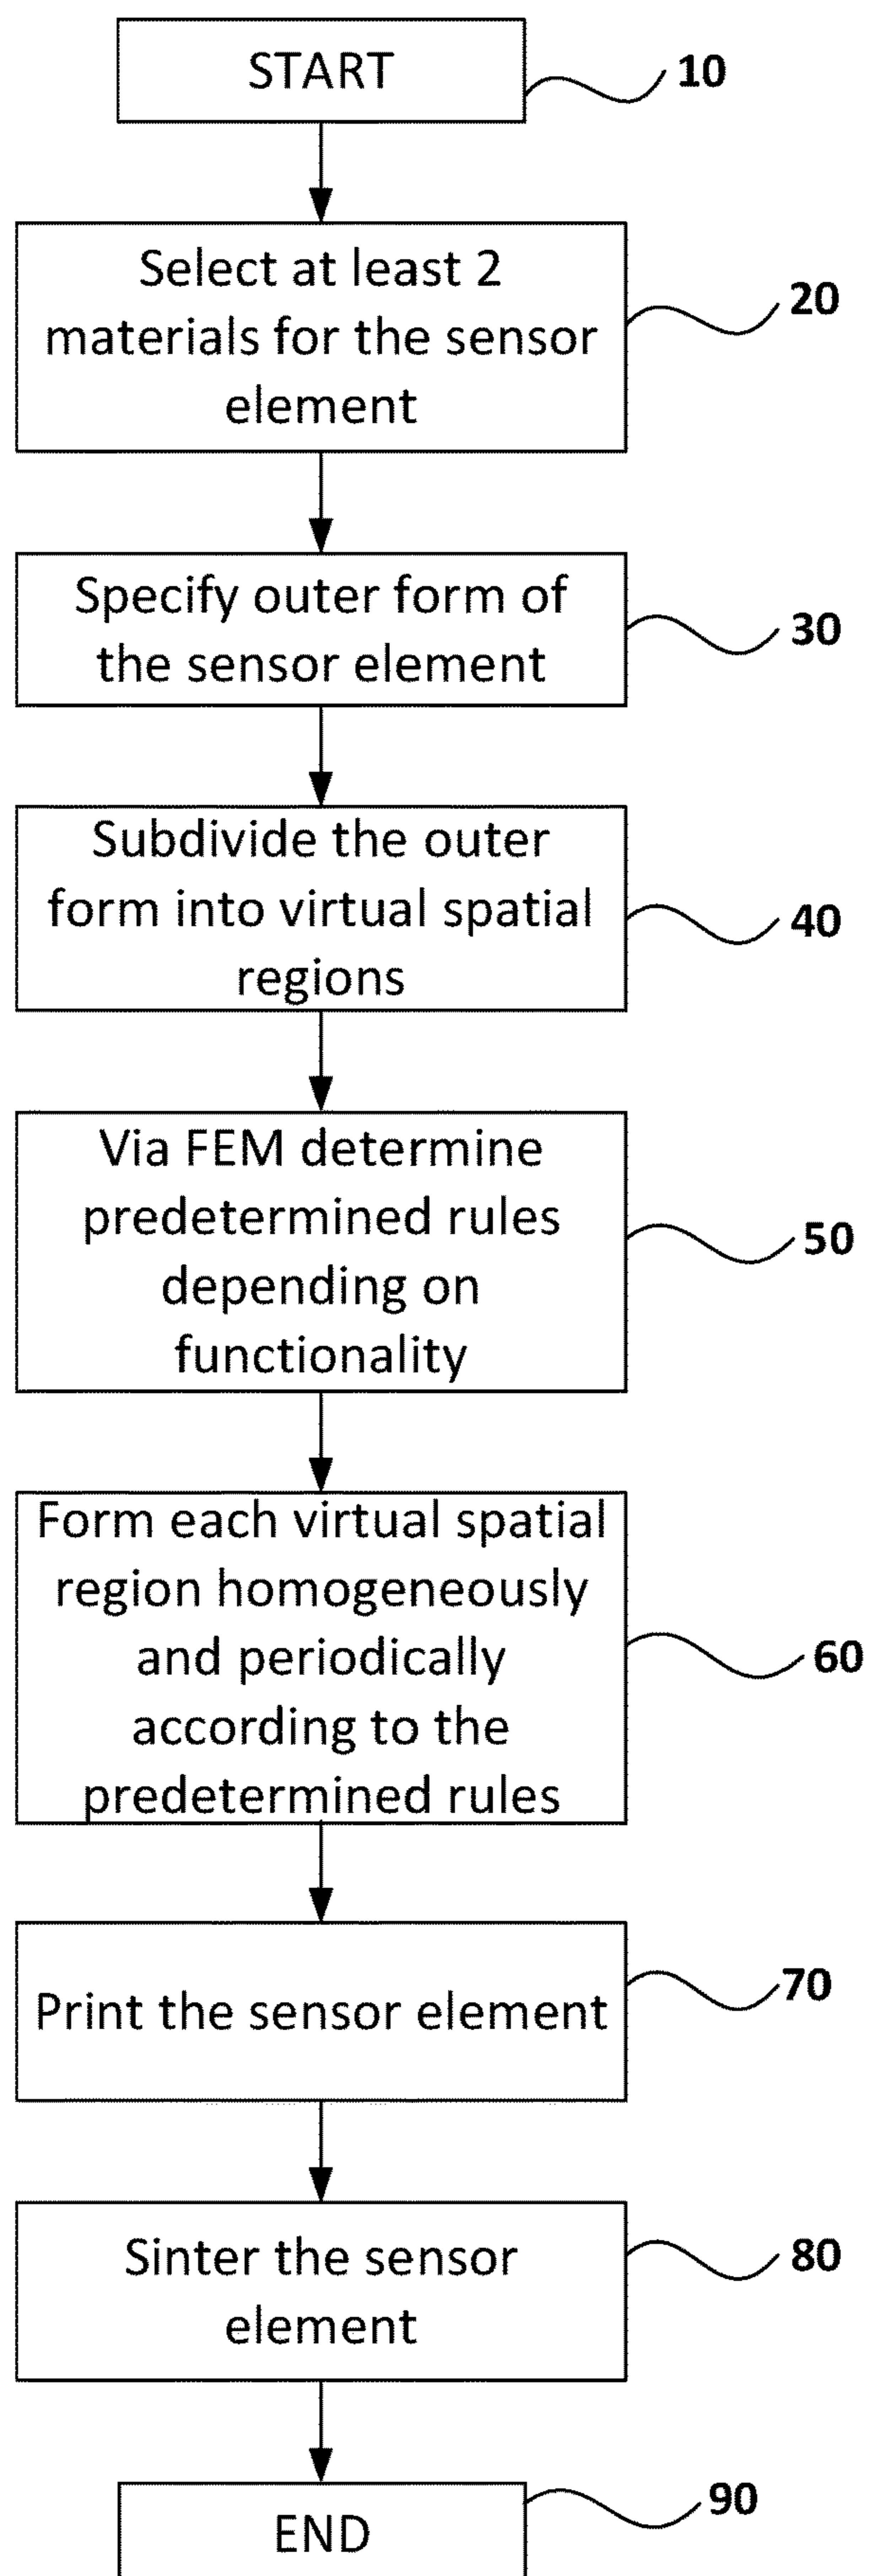 START
10
Select at least 2
materials for the sensor
element
20
Specify outer form of
the sensor element
30
Subdivide the outer
form into virtual spatial
regions
40
Via FEM determine
predetermined rules
depending on
functionality
50
Form each virtual spatial
region homogeneously
and periodically
according to the
predetermined rules
60
Print the sensor element
70
Sinter the sensor
element
80
END
90